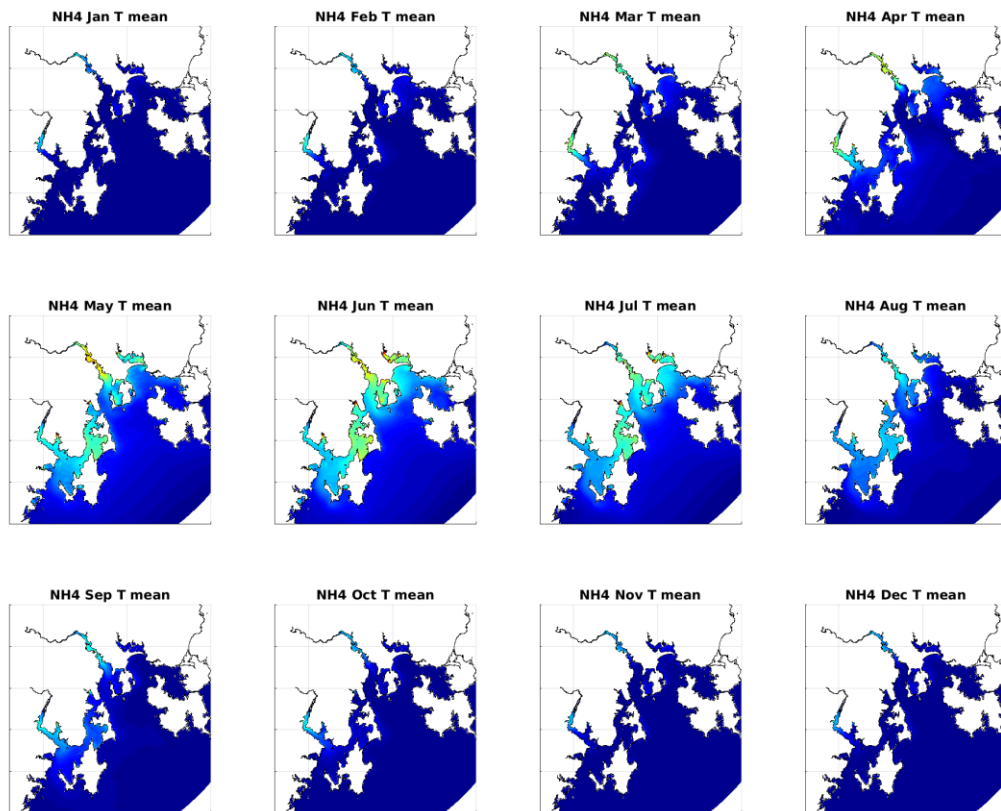 NH4 Jan T mean
NH4 Feb T mean
NH4 Mar T mean
NH4 Apr T mean
NH4 May T mean
NH4 Jun T mean
NH4 Jul T mean
NH4 Aug T mean
NH4 Sep T mean
NH4 Oct T mean
NH4 Nov T mean
NH4 Dec T mean